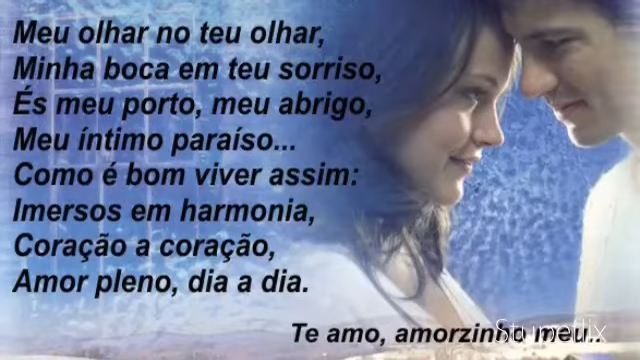 Meu olhar no teu olhar,
Minha boca em teu sorriso,
És meu porto, meu abrigo,
Meu íntimo paraíso...
Como é bom viver assim:
Imersos em harmonia,
Coração a coração,
Amor pleno, dia a dia.
Te amo, amorzinho meu..